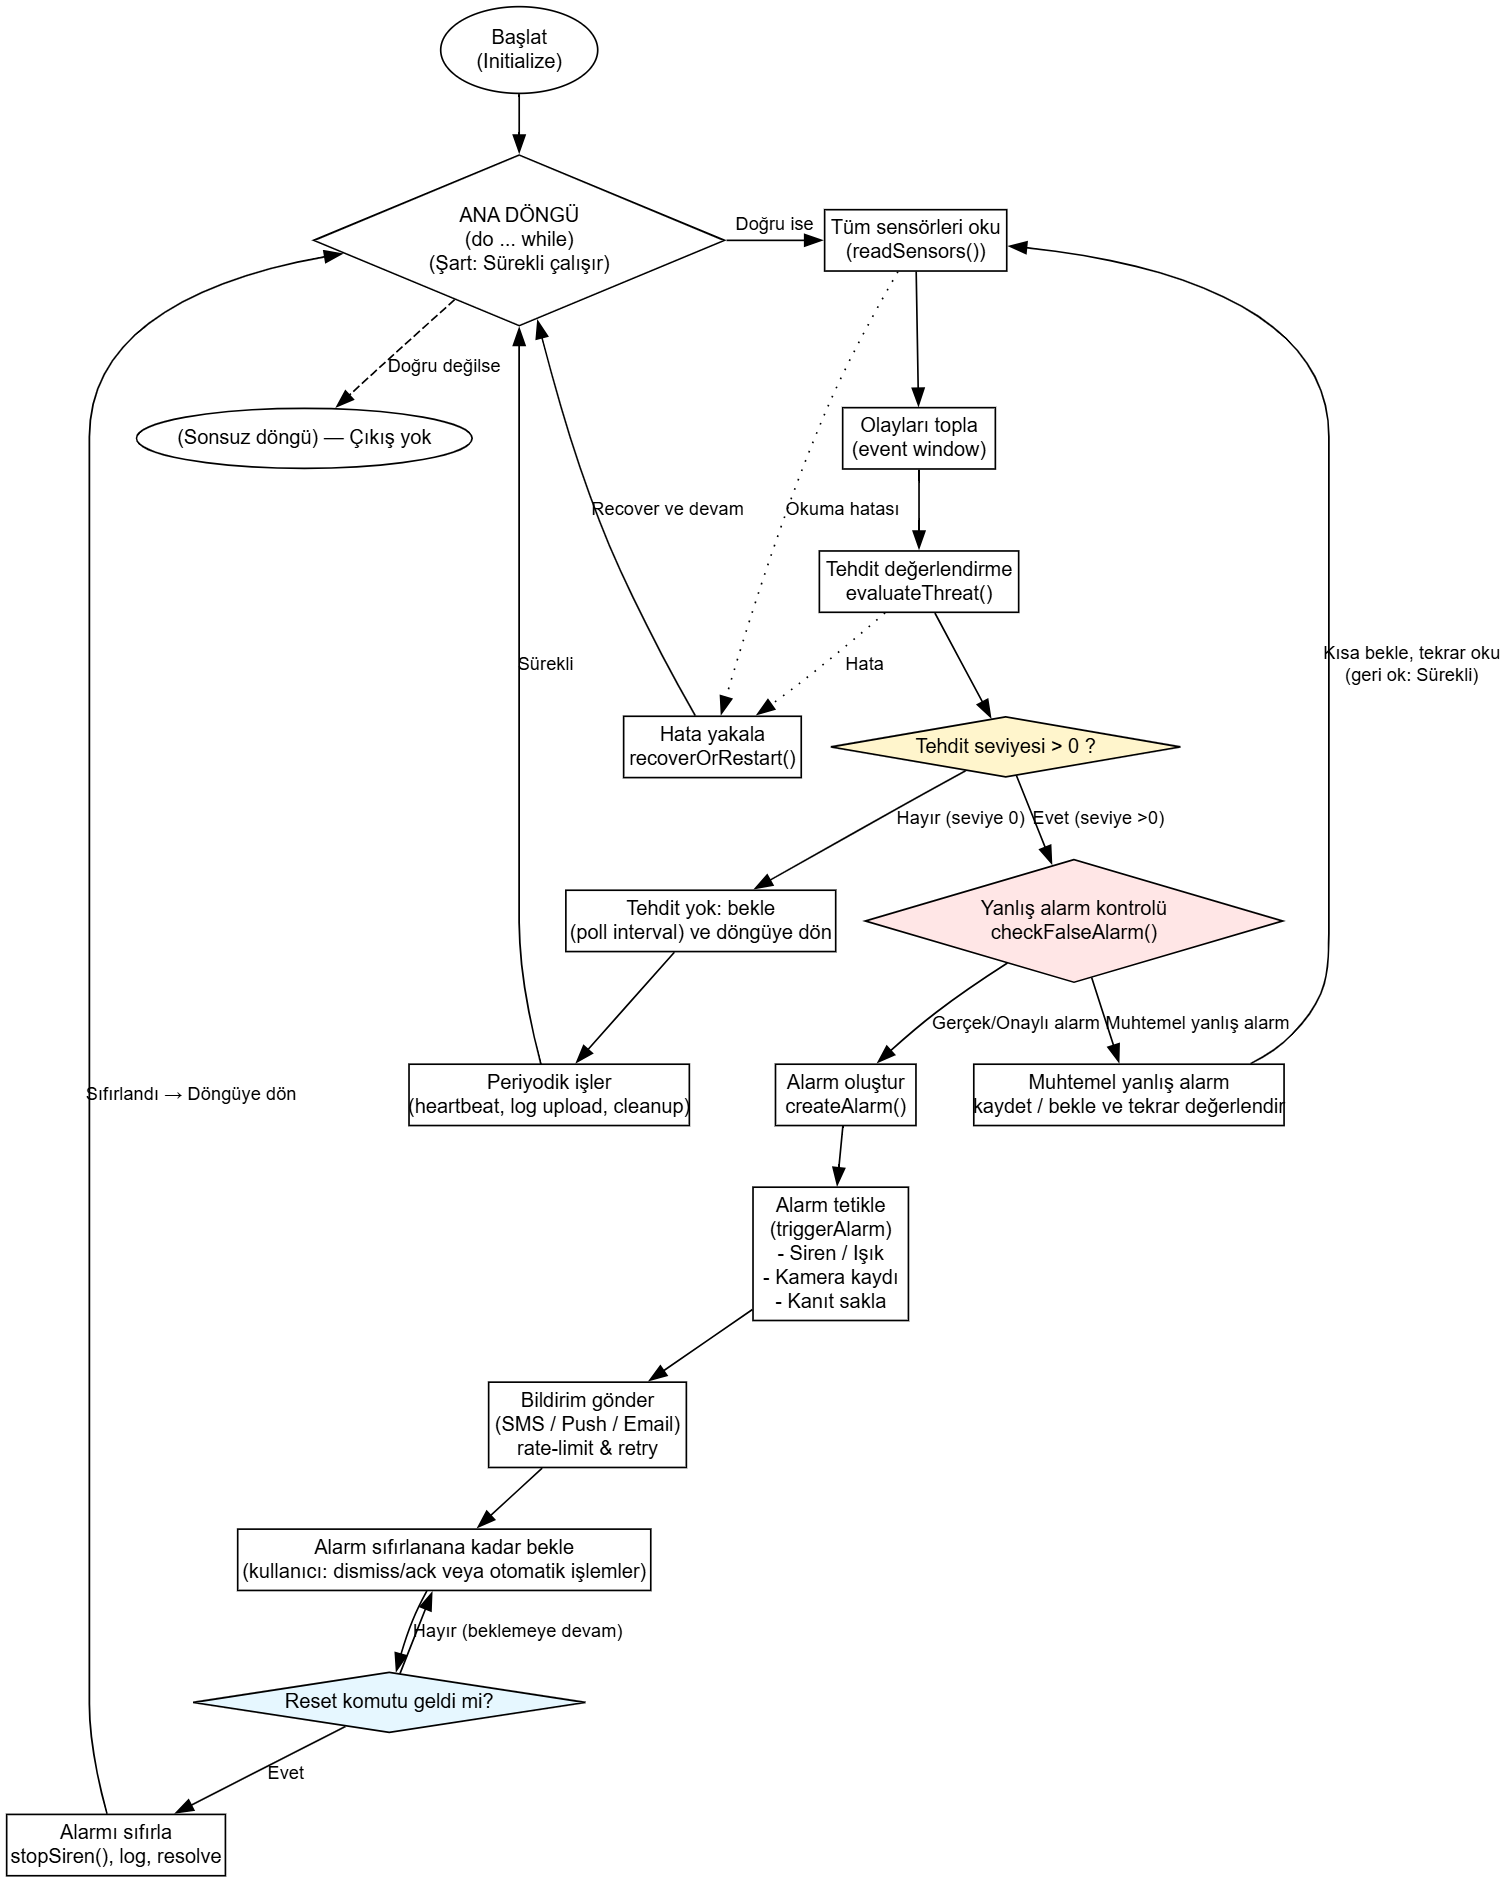 Başlat
(Initialize)
ANA DÖNGÜ
(do ... while)
(Şart: Sürekli çalışır)
Doğru ise
Tüm sensörleri oku
(readSensors())
Doğru değilse
(Sonsuz döngü) — Çıkış yok
Olayları topla
(event window)
Recover ve devam
Okuma hatası
Tehdit değerlendirme
evaluateThreat()
Sürekli
Hata
Kısa bekle, tekrar oku
(geri ok: Sürekli)
Hata yakala
recoverOrRestart()
Tehdit seviyesi > 0 ?
Hayır (seviye 0)
Evet (seviye >0)
Tehdit yok: bekle
(poll interval) ve döngüye dön
Yanlış alarm kontrolü
checkFalseAlarm()
Gerçek/Onaylı alarm
Muhtemel yanlış alarm
Periyodik işler
(heartbeat, log upload, cleanup)
Alarm oluştur
createAlarm()
Muhtemel yanlış alarm
kaydet / bekle ve tekrar değerlendir
Sıfırlandı → Döngüye dön
Alarm tetikle
(triggerAlarm)
- Siren / Işık
- Kamera kaydı
- Kanıt sakla
Bildirim gönder
(SMS / Push / Email)
rate-limit & retry
Alarm sıfırlanana kadar bekle
(kullanıcı: dismiss/ack veya otomatik işlemler)
Hayır (beklemeye devam)
Reset komutu geldi mi?
Evet
Alarmı sıfırla
stopSiren(), log, resolve